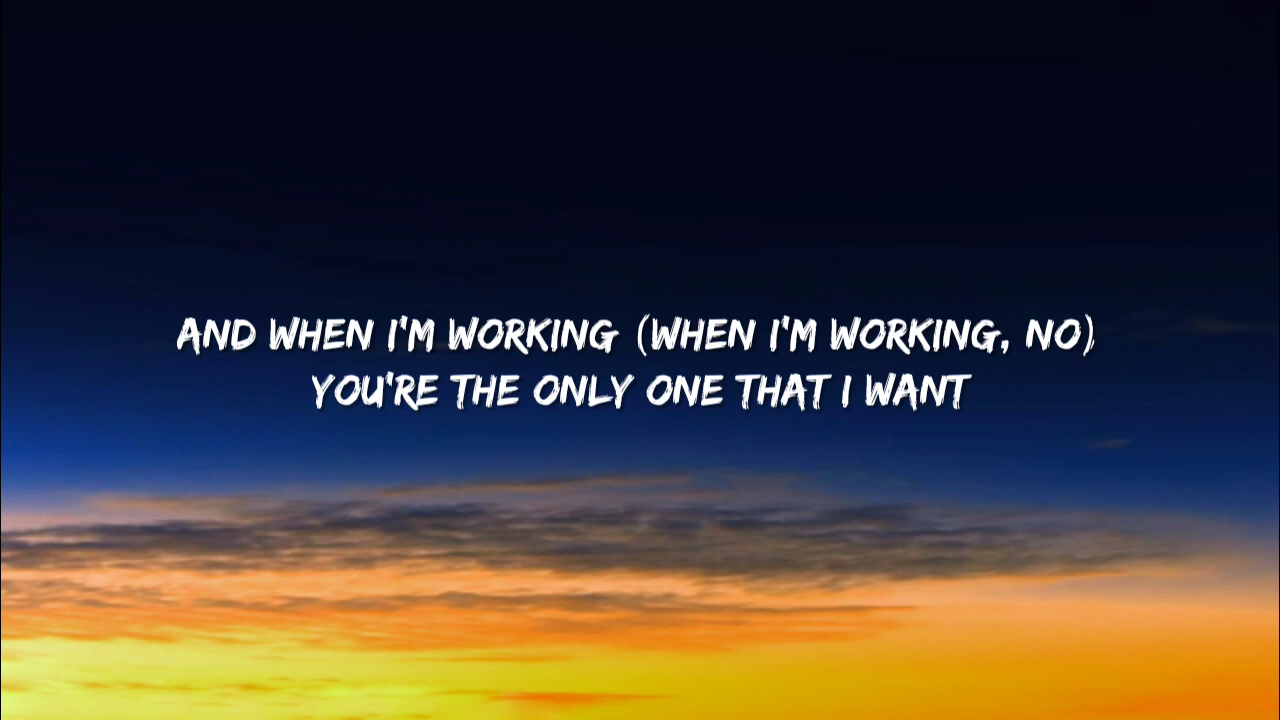 AND WHEN I'M WORKING (WHEN I'M WORKING, NO)
YOU'RE THE ONLY ONE THAT I WANT